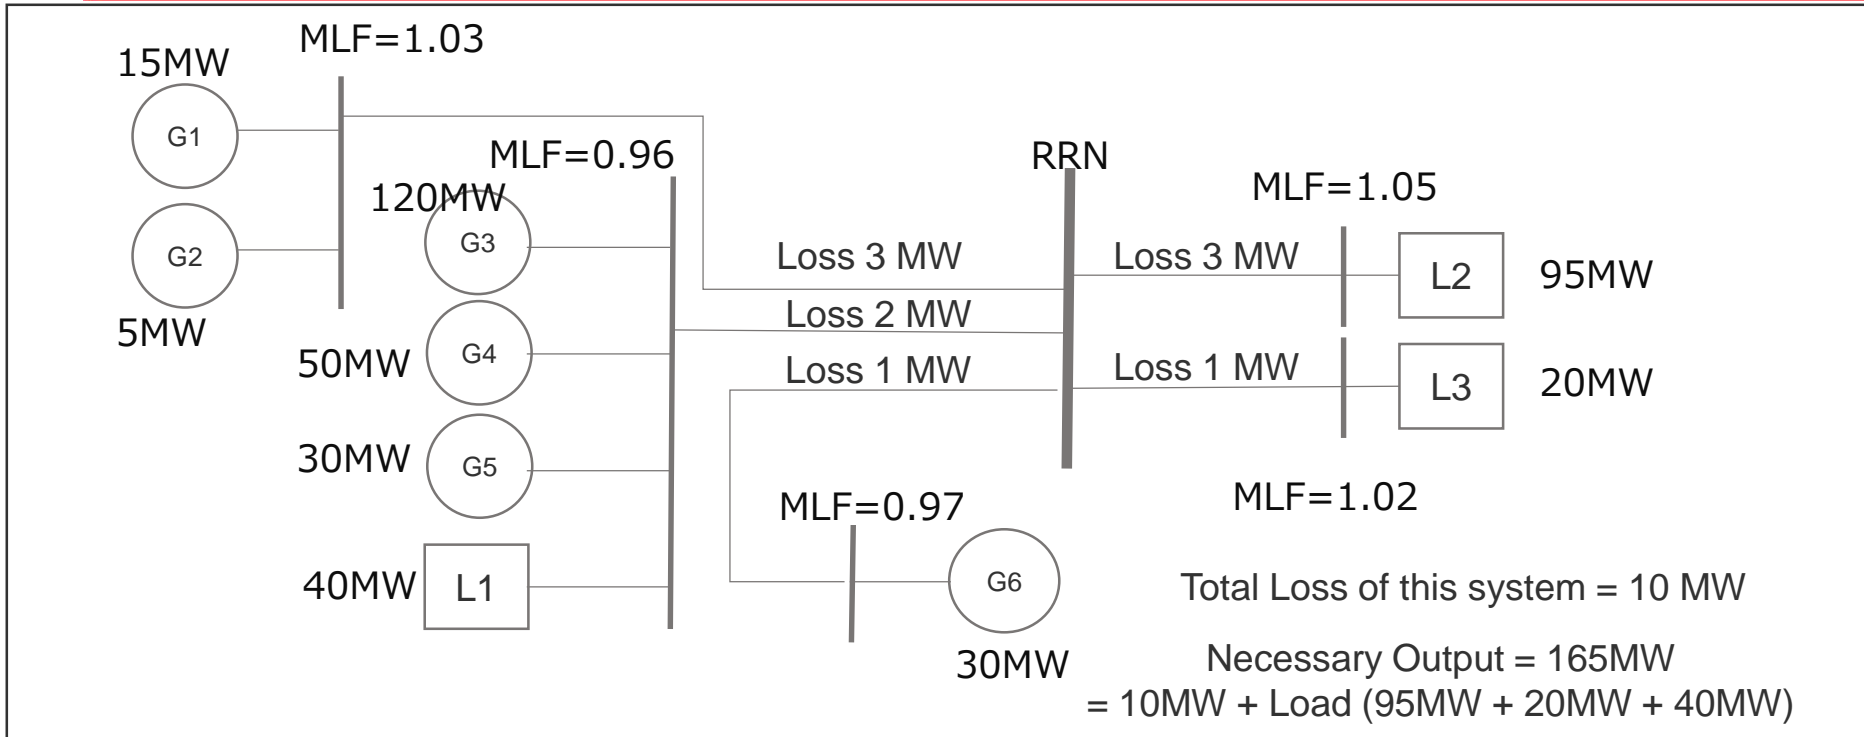 MLF=1.03
15MW
G1
G2
5MW
MLF=0.96
120MW
G3
50MW
G4
30MW
G5
40MW
L1
RRN
Loss 3 MW
Loss 2 MW
Loss 1 MW
MLF=0.97
G6
30MW
MLF=1.05
Loss 3 MW
L2
95MW
Loss 1 MW
L3
20MW
MLF=1.02
Total Loss of this system = 10 MW
Necessary Output = 165MW
= 10MW + Load (95MW + 20MW + 40MW)